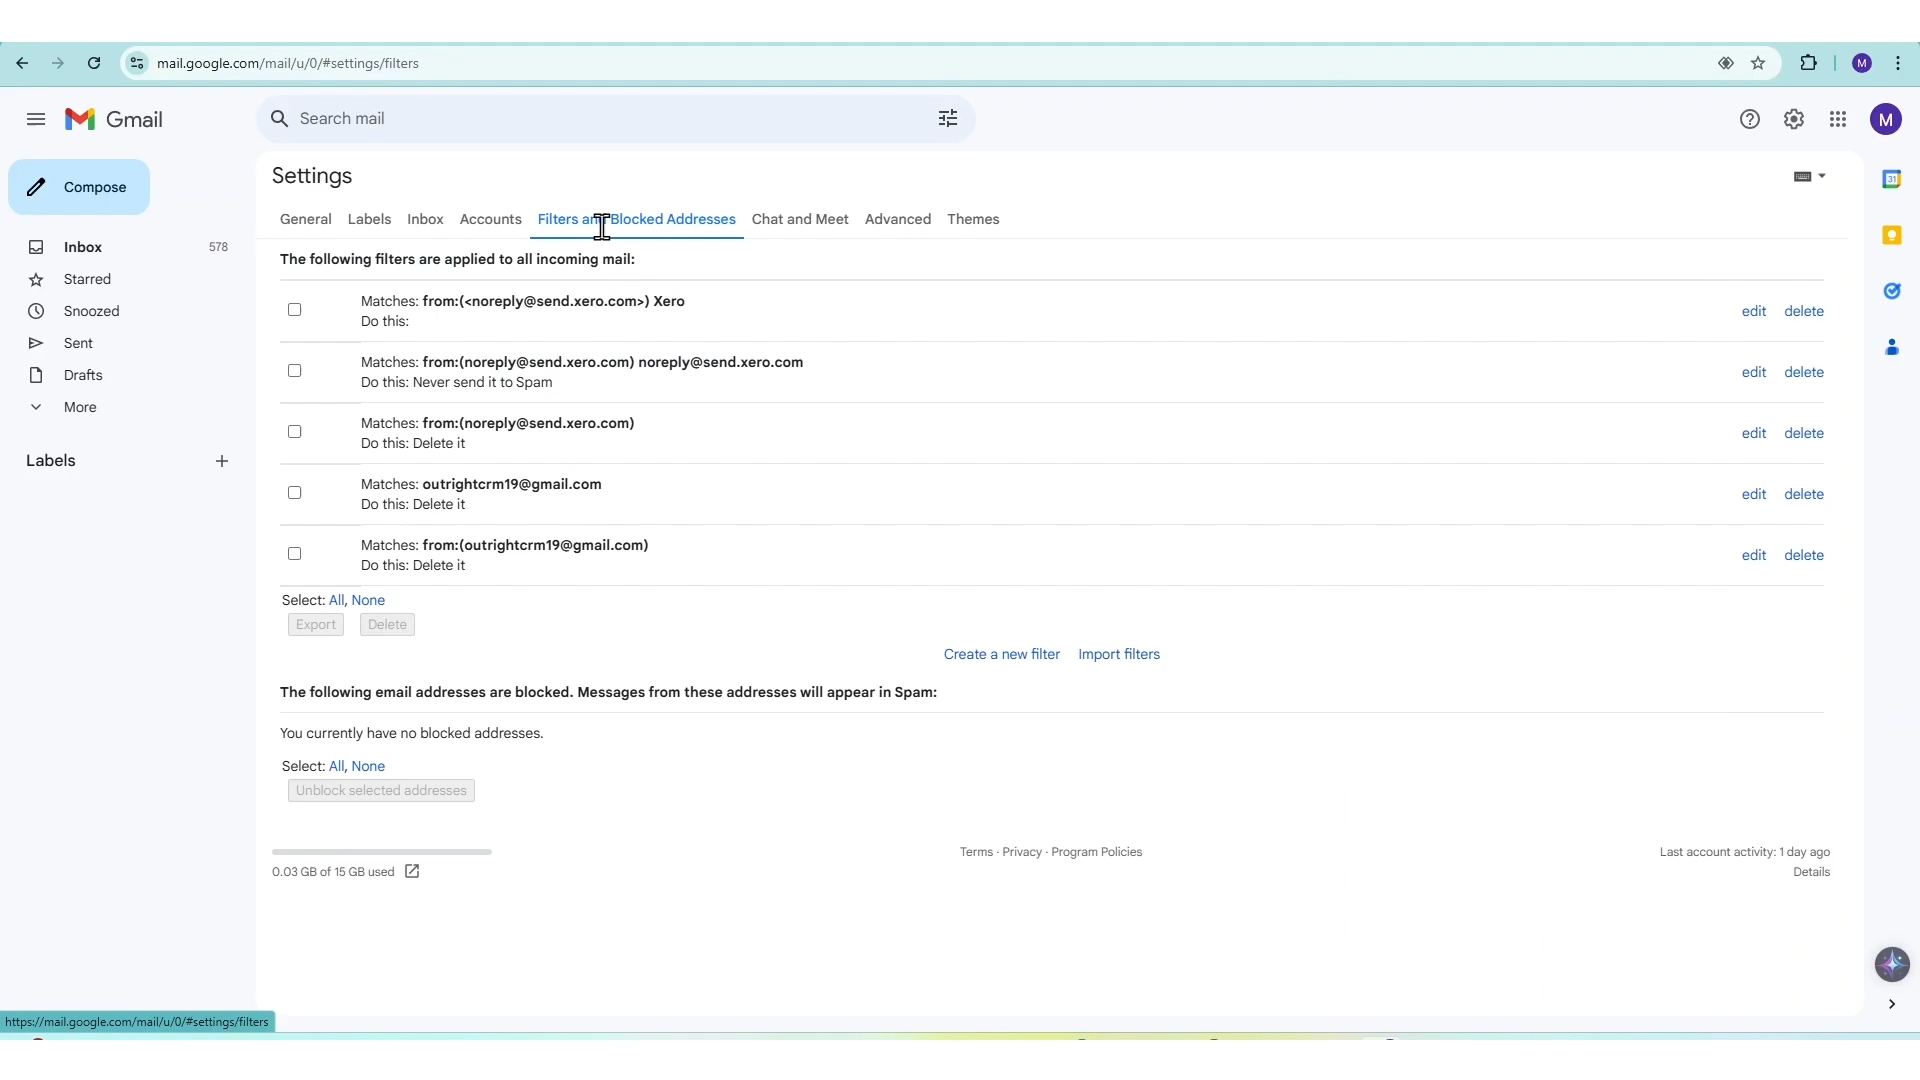 mail.google.com/mail/u/0/#settings/filters
M
Gmail
Search mail
M
Compose
Inbox 578
Starred
Snoozed
Sent
Drafts
More
Labels
Settings
General Labels Inbox Accounts Filters and Blocked Addresses Chat and Meet Advanced Themes
The following filters are applied to all incoming mail:
Matches: from:(<noreply@send.xero.com>) Xero
Do this:
edit delete
Matches: from:(noreply@send.xero.com) noreply@send.xero.com
Do this: Never send it to Spam
edit delete
Matches: from:(noreply@send.xero.com)
Do this: Delete it
edit delete
Matches: outrightcrm19@gmail.com
Do this: Delete it
edit delete
Matches: from:(outrightcrm19@gmail.com)
Do this: Delete it
edit delete
Select: All, None
Export Delete
Create a new filter Import filters
The following email addresses are blocked. Messages from these addresses will appear in Spam:
You currently have no blocked addresses.
Select: All, None
Unblock selected addresses
0.03 GB of 15 GB used
Terms · Privacy · Program Policies
Last account activity: 1 day ago
Details
31
https://mail.google.com/mail/u/0/#settings/filters